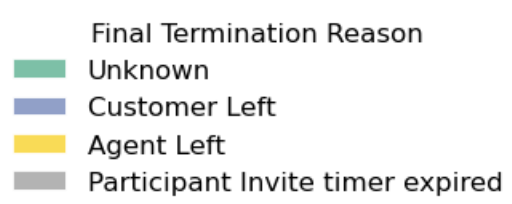 Final Termination Reason
Unknown
Customer Left
Agent Left
Participant Invite timer expired